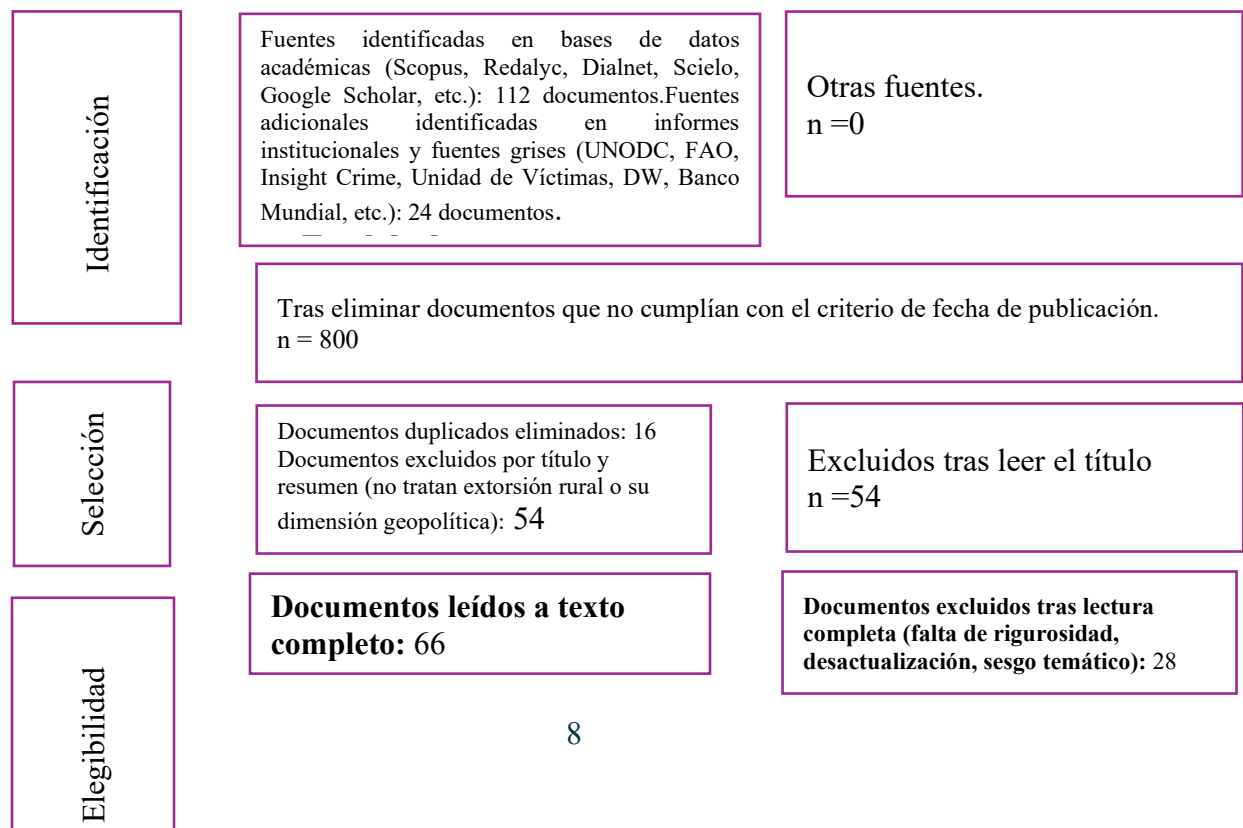 Identificación
Fuentes identificadas en bases de datos
académicas (Scopus, Redalyc, Dialnet, Scielo,
Google Scholar, etc.): 112 documentos.Fuentes
adicionales identificadas en informes
institucionales y fuentes grises (UNODC, FAO,
Insight Crime, Unidad de Víctimas, DW, Banco
Mundial, etc.): 24 documentos.
Otras fuentes.
n =0
Tras eliminar documentos que no cumplían con el criterio de fecha de publicación.
n = 800
Selección
Documentos duplicados eliminados: 16
Documentos excluidos por título y
resumen (no tratan extorsión rural o su
dimensión geopolítica): 54
Excluidos tras leer el título
n =54
Elegibilidad
Documentos leídos a texto
completo: 66
Documentos excluidos tras lectura
completa (falta de rigurosidad,
desactualización, sesgo temático): 28
8